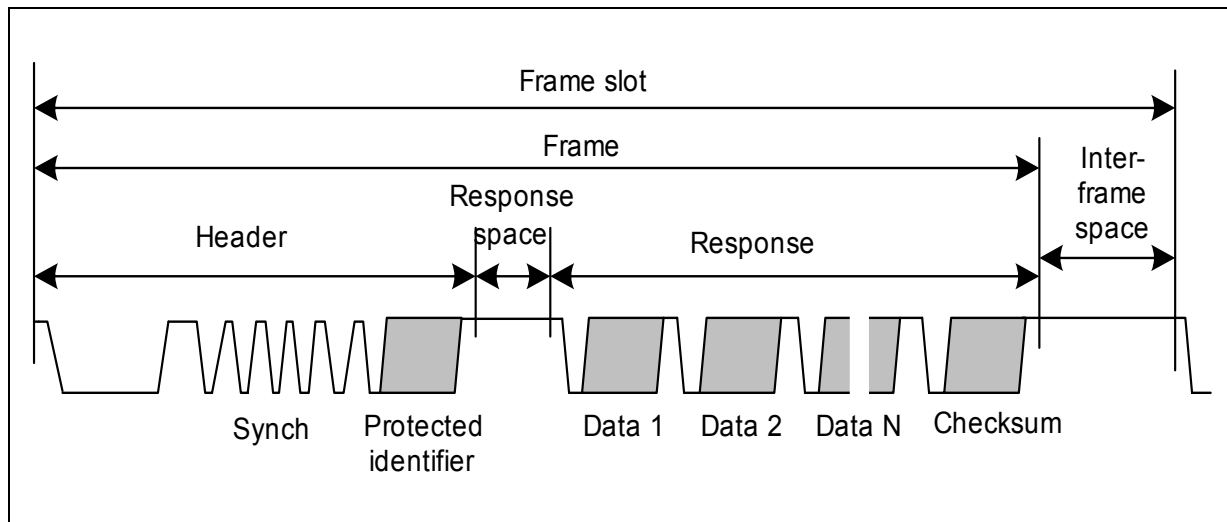 Frame slot
Frame
Inter-
frame
space
Response
space
Header
Response
Synch
Protected
identifier
Data 1
Data 2
Data N
Checksum